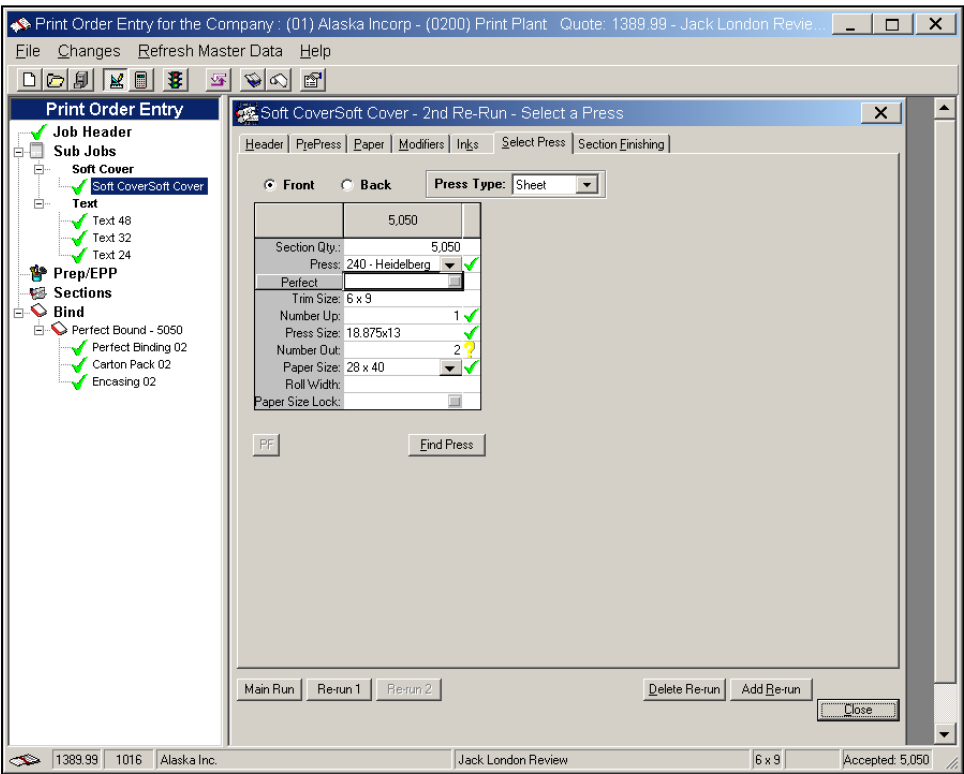 Print Order Entry for the Company : (01) Alaska Incorp - (0200) Print Plant Quote: 1389.99 - Jack London Revie...
File Changes Refresh Master Data Help
Print Order Entry
Job Header
Sub Jobs
Soft Cover
Soft CoverSoft Cover
Text
Text 48
Text 32
Text 24
Prep/EPP
Sections
Bind
Perfect Bound - 5050
Perfect Binding 02
Carton Pack 02
Encasing 02
Soft CoverSoft Cover - 2nd Re-Run - Select a Press
Header PrePress Paper Modifiers Inks Select Press Section Finishing
Front Back Press Type: Sheet
5,050
Section Qty.: 5,050
Press: 240 - Heidelberg
Perfect
Trim Size: 6 x 9
Number Up: 1
Press Size: 18.875x13
Number Out: 2
Paper Size: 28 x 40
Roll Width:
Paper Size Lock:
PF Find Press
Main Run Re-run 1 Re-run 2 Delete Re-run Add Re-run
Close
1389.99 1016 Alaska Inc. Jack London Review 6 x 9 Accepted: 5,050